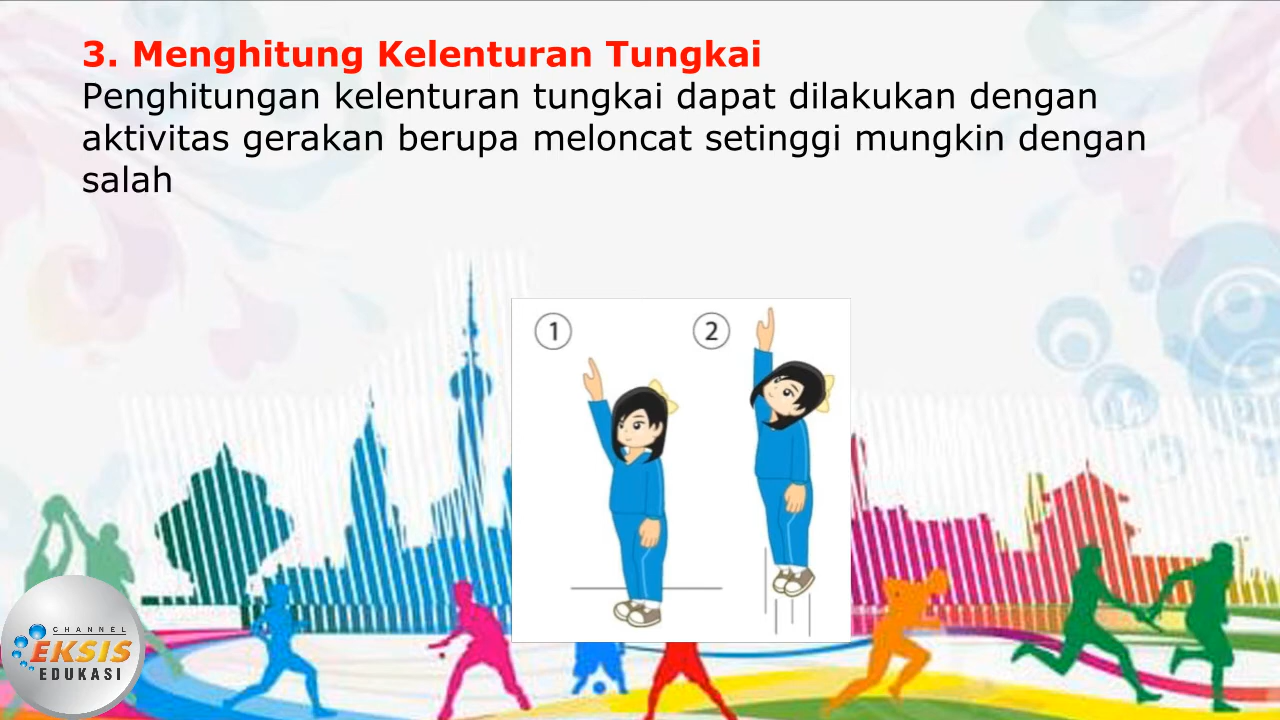 3. Menghitung Kelenturan Tungkai
Penghitungan kelenturan tungkai dapat dilakukan dengan
aktivitas gerakan berupa meloncat setinggi mungkin dengan
salah
1
2
CHANNEL
EKSIS
EDUKASI